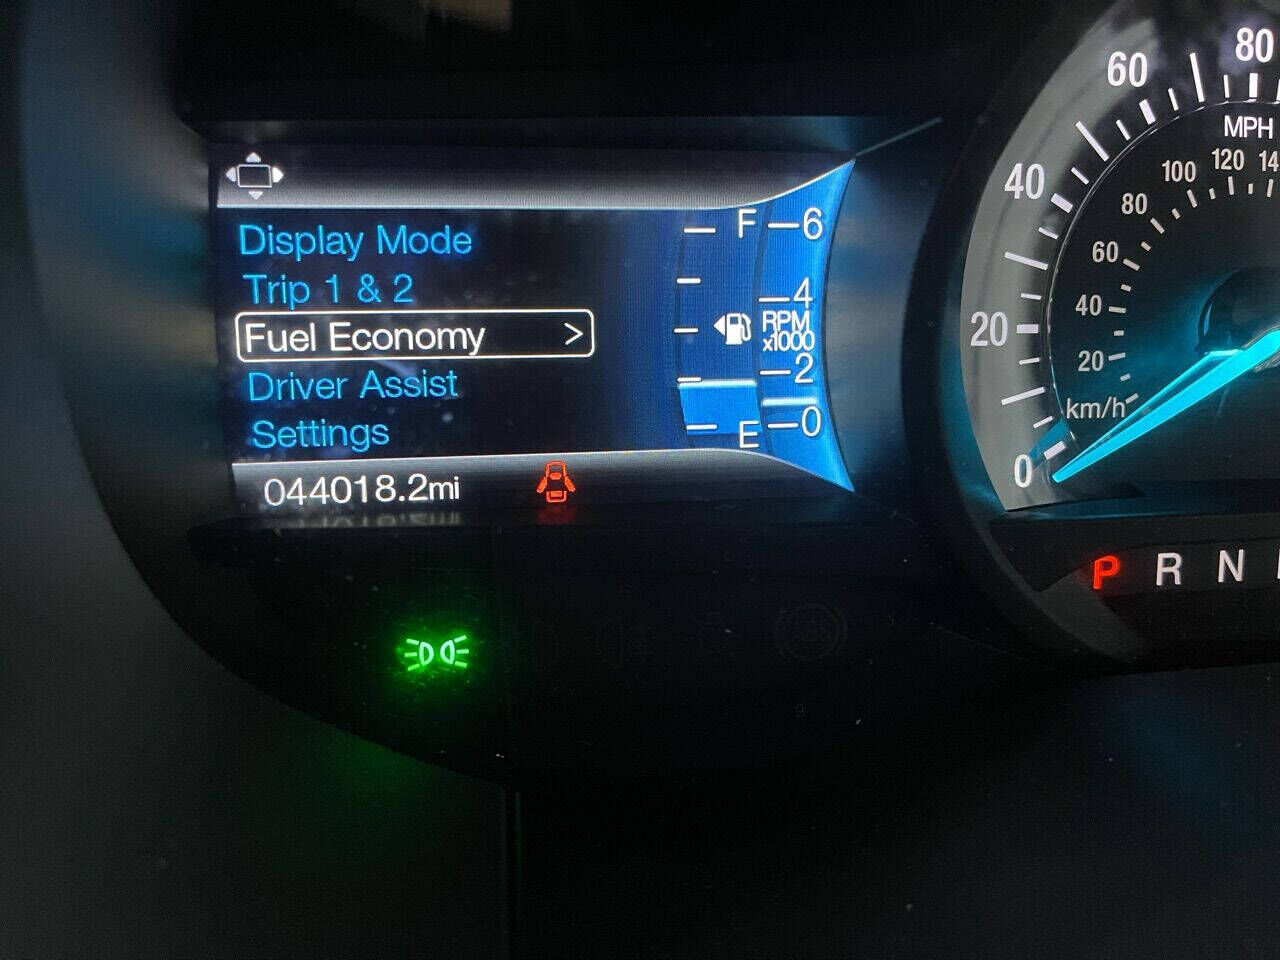 Display Mode
Trip 1 & 2
Fuel Economy >
Driver Assist
Settings
044018.2mi
F
E
6
4
RPM
x1000
2
0
0
20
40
60
80
MPH
20
40
60
80
100
120
14
km/h
P R N